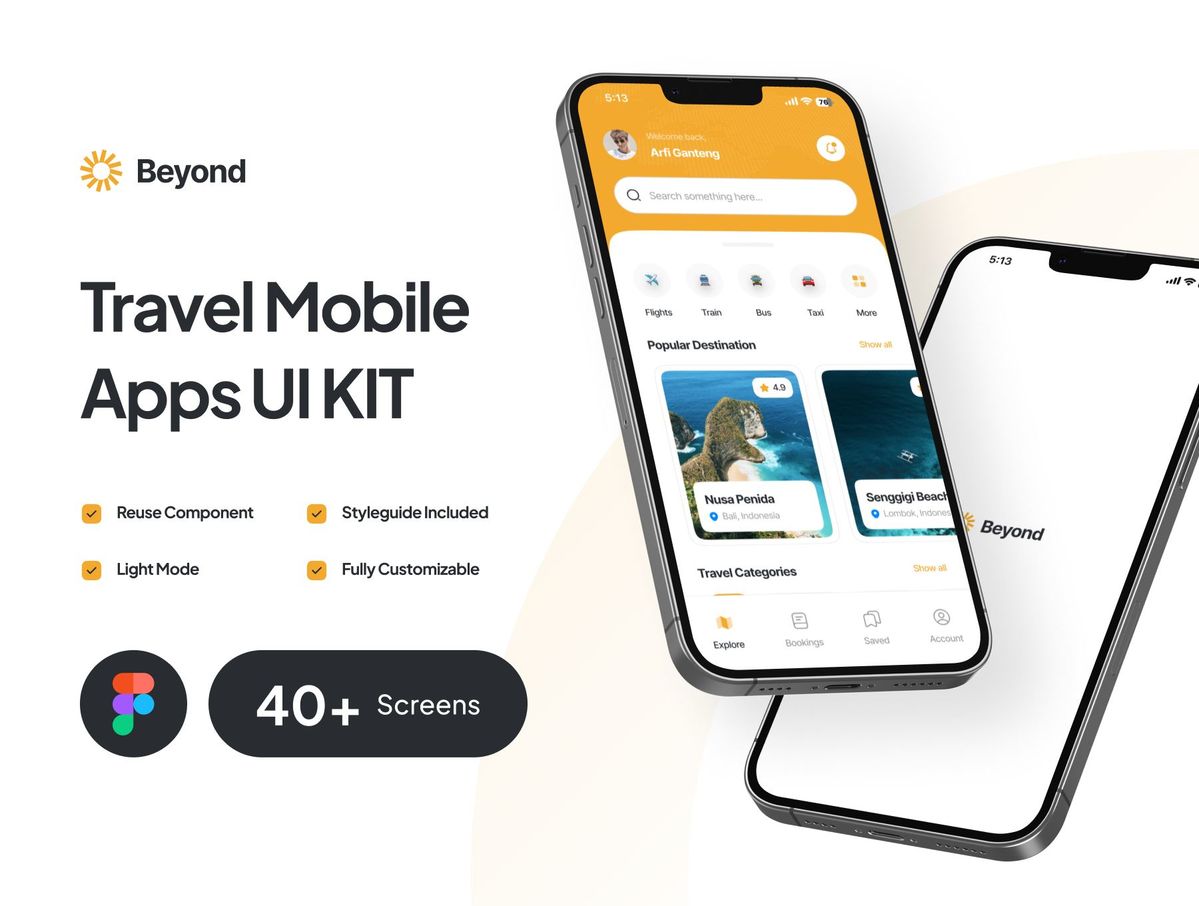 Beyond
Travel Mobile
Apps UI KIT
Reuse Component
Styleguide Included
Light Mode
Fully Customizable
40+ Screens
5:13
76
Welcome back,
Arfi Ganteng
Search something here...
Flights
Train
Bus
Taxi
More
Popular Destination
Show all
4.9
Nusa Penida
Bali, Indonesia
Senggigi Beach
Lombok, Indones
Travel Categories
Show all
Explore
Bookings
Saved
Account
5:13
Beyond